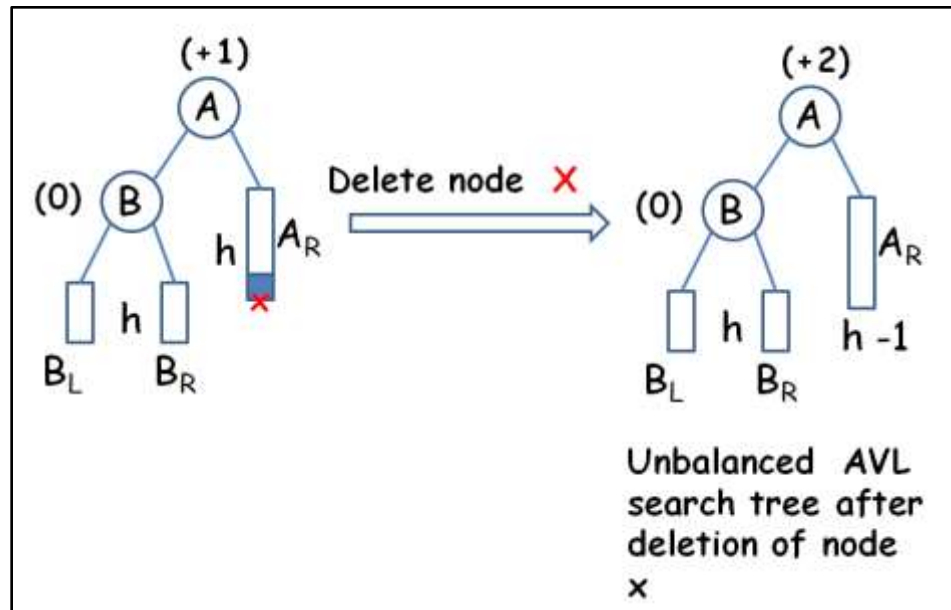 (+1)
A
(0)
B
h
A_R
h
B_L
B_R
x
Delete node X
(+2)
A
(0)
B
A_R
h
h -1
B_L
B_R
Unbalanced AVL
search tree after
deletion of node
x